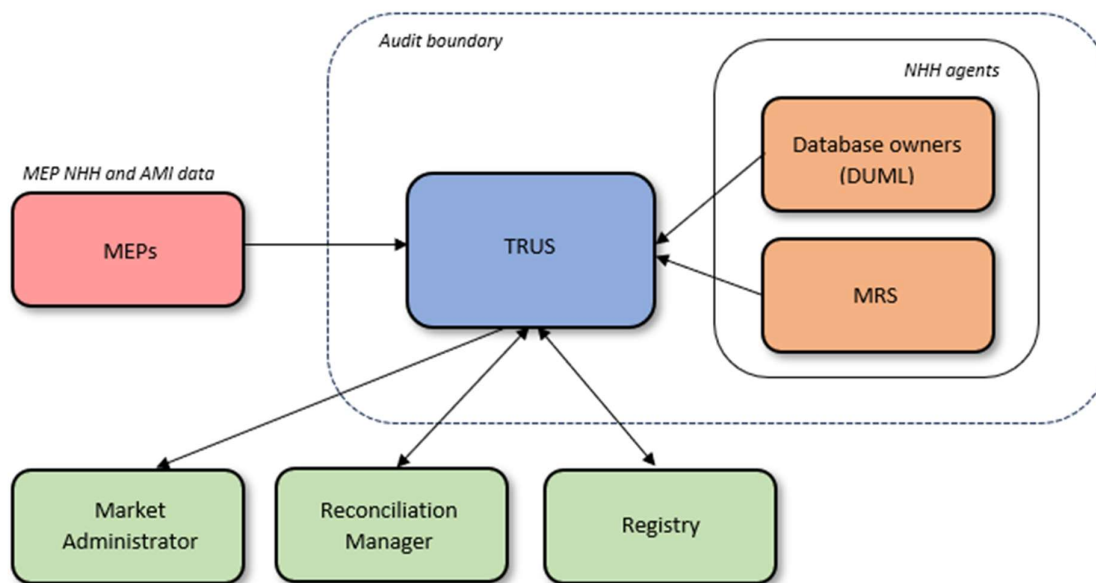 Audit boundary
NHH agents
Database owners
(DUML)
MEP NHH and AMI data
MEPs
TRUS
MRS
Market
Administrator
Reconciliation
Manager
Registry